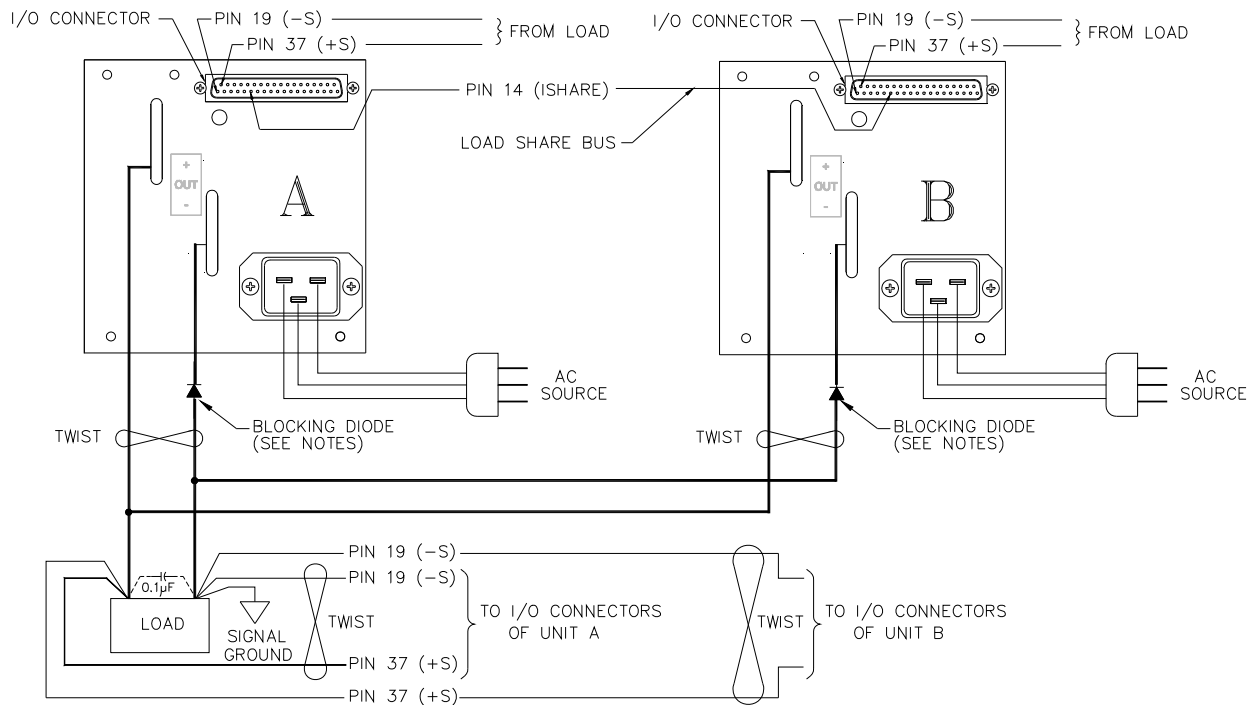 I/O CONNECTOR
PIN 19 (-S)
PIN 37 (+S)
FROM LOAD
I/O CONNECTOR
PIN 19 (-S)
PIN 37 (+S)
FROM LOAD
PIN 14 (ISHARE)
LOAD SHARE BUS
+
OUT
-
A
+
OUT
-
B
AC
SOURCE
AC
SOURCE
TWIST
BLOCKING DIODE
(SEE NOTES)
TWIST
BLOCKING DIODE
(SEE NOTES)
PIN 19 (-S)
PIN 19 (-S)
0.1µF
LOAD
SIGNAL
GROUND
TWIST
TO I/O CONNECTORS
OF UNIT A
TWIST
TO I/O CONNECTORS
OF UNIT B
PIN 37 (+S)
PIN 37 (+S)